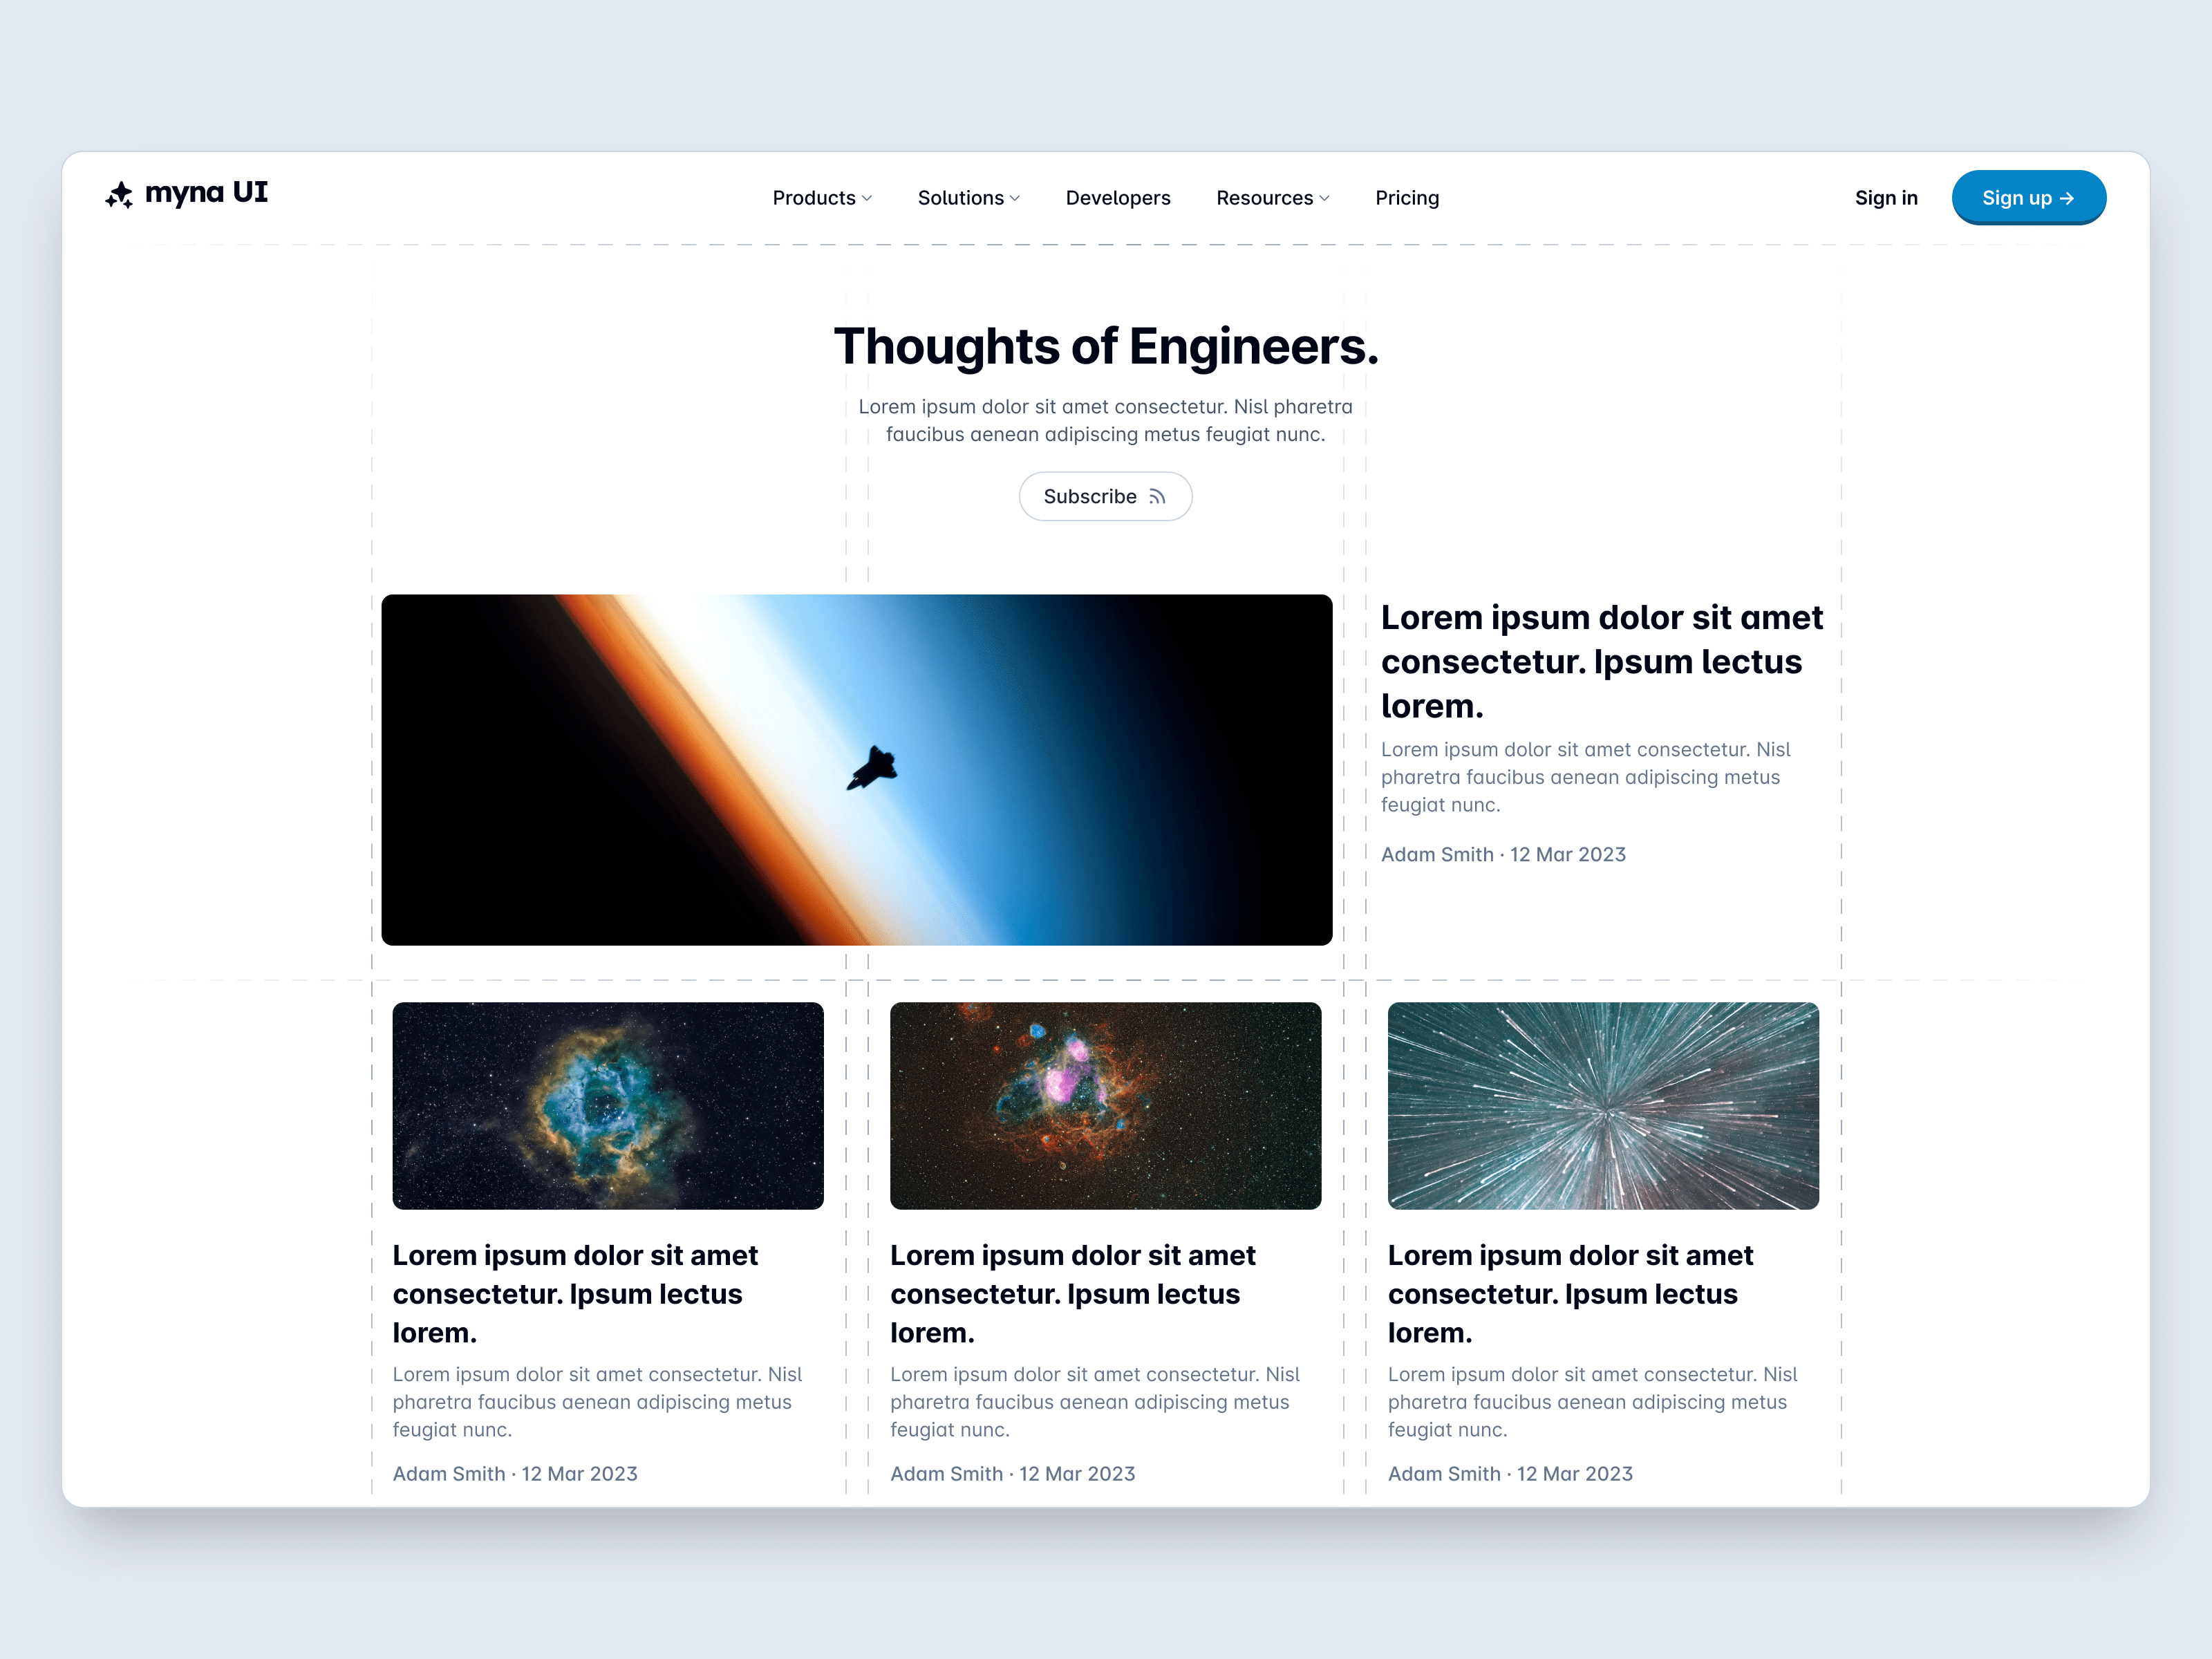 myna UI
Products
Solutions
Developers
Resources
Pricing
Sign in
Sign up →
Thoughts of Engineers.
Lorem ipsum dolor sit amet consectetur. Nisl pharetra
faucibus aenean adipiscing metus feugiat nunc.
Subscribe
Lorem ipsum dolor sit amet
consectetur. Ipsum lectus
lorem.
Lorem ipsum dolor sit amet consectetur. Nisl
pharetra faucibus aenean adipiscing metus
feugiat nunc.
Adam Smith · 12 Mar 2023
Lorem ipsum dolor sit amet
consectetur. Ipsum lectus
lorem.
Lorem ipsum dolor sit amet consectetur. Nisl
pharetra faucibus aenean adipiscing metus
feugiat nunc.
Adam Smith · 12 Mar 2023
Lorem ipsum dolor sit amet
consectetur. Ipsum lectus
lorem.
Lorem ipsum dolor sit amet consectetur. Nisl
pharetra faucibus aenean adipiscing metus
feugiat nunc.
Adam Smith · 12 Mar 2023
Lorem ipsum dolor sit amet
consectetur. Ipsum lectus
lorem.
Lorem ipsum dolor sit amet consectetur. Nisl
pharetra faucibus aenean adipiscing metus
feugiat nunc.
Adam Smith · 12 Mar 2023